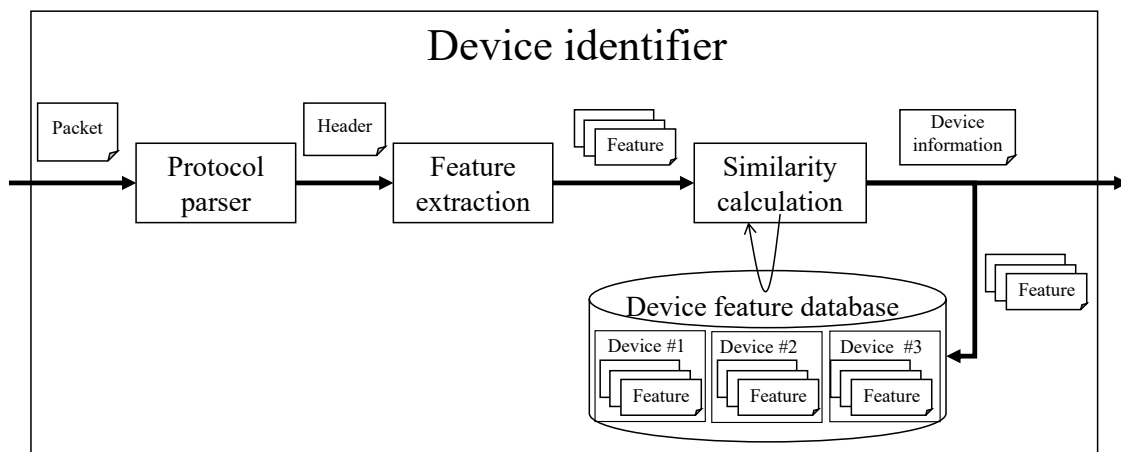 Device identifier
Packet
Header
Feature
Device
information
Protocol
parser
Feature
extraction
Similarity
calculation
Feature
Device feature database
Device #1
Device #2
Device #3
Feature
Feature
Feature